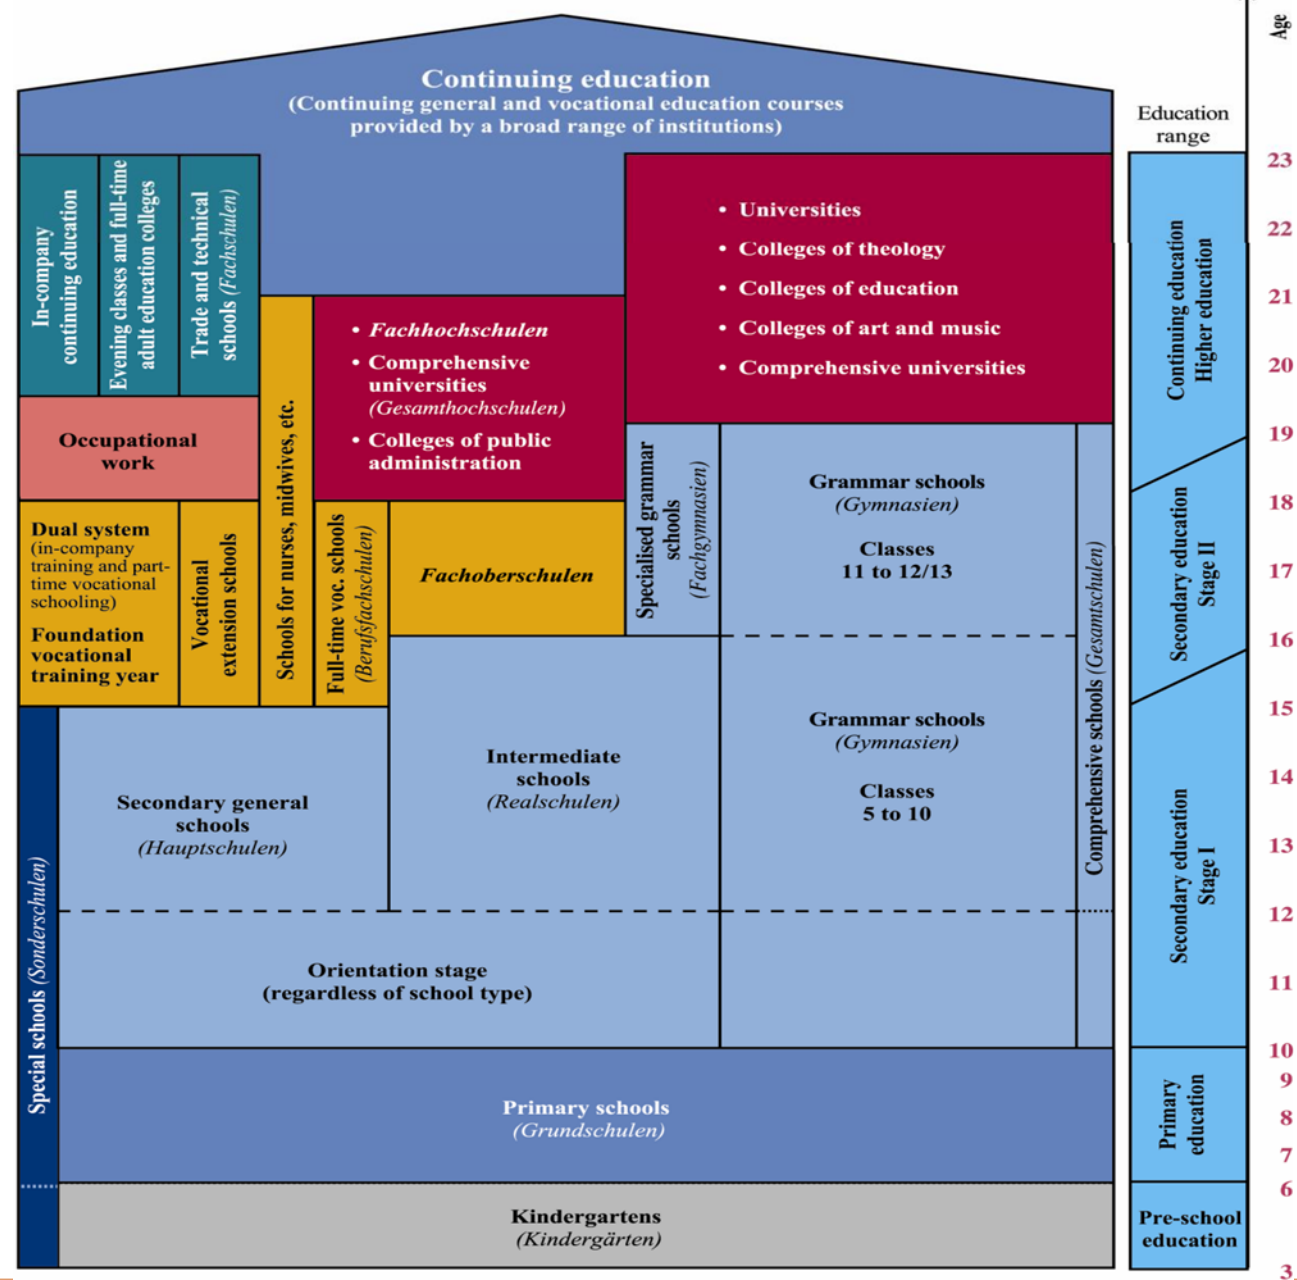 Age
Continuing education
(Continuing general and vocational education courses
provided by a broad range of institutions)
Education
range
In-company
continuing education
Evening classes and full-time
adult education colleges
Trade and technical
schools (Fachschulen)
• Universities
• Colleges of theology
• Colleges of education
• Colleges of art and music
• Comprehensive universities
• Fachhochschulen
• Comprehensive
universities
(Gesamthochschulen)
• Colleges of public
administration
Occupational
work
Dual system
(in-company
training and part-
time vocational
schooling)
Foundation
vocational
training year
Vocational
extension schools
Schools for nurses, midwives, etc.
Full-time voc. schools
(Berufsfachschulen)
Fachoberschulen
Specialised grammar
schools
(Fachgymnasien)
Grammar schools
(Gymnasien)
Classes
11 to 12/13
Comprehensive schools (Gesamtschulen)
Secondary general
schools
(Hauptschulen)
Intermediate
schools
(Realschulen)
Grammar schools
(Gymnasien)
Classes
5 to 10
Special schools (Sonderschulen)
Orientation stage
(regardless of school type)
Primary schools
(Grundschulen)
Kindergartens
(Kindergärten)
Continuing education
Higher education
Secondary education
Stage II
Secondary education
Stage I
Primary
education
Pre-school
education
23
22
21
20
19
18
17
16
15
14
13
12
11
10
9
8
7
6
3